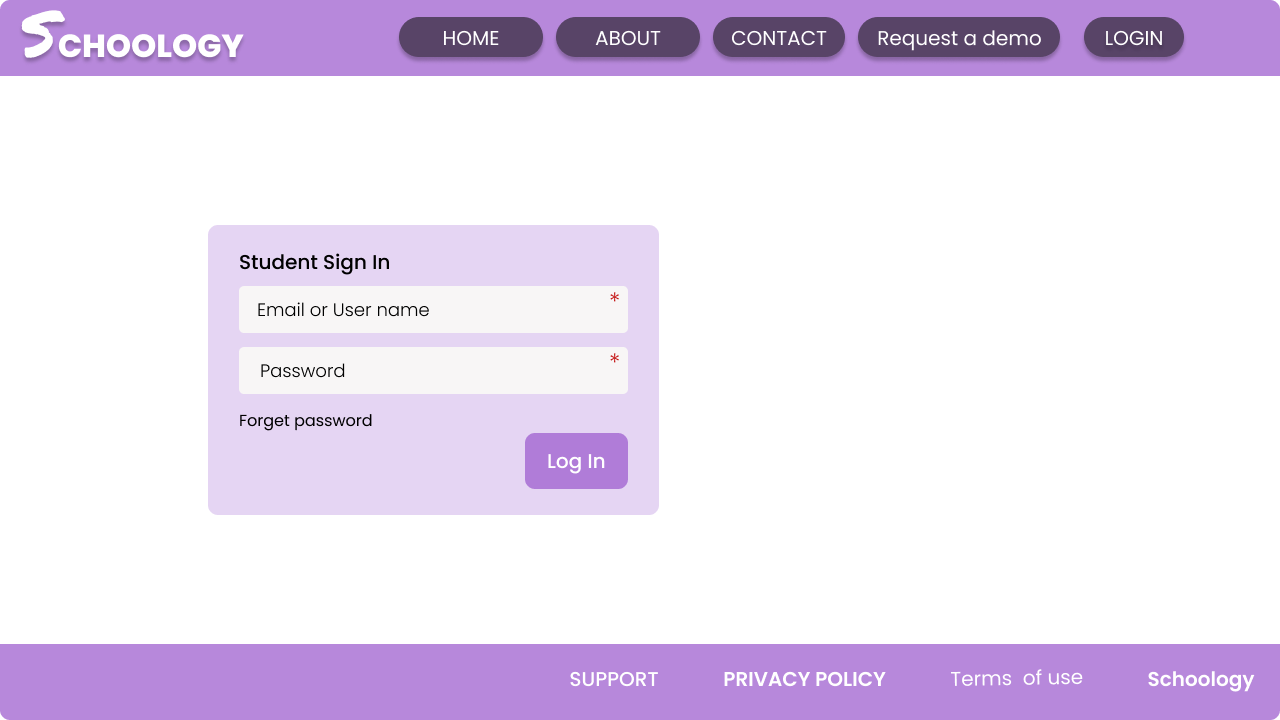 SCHOOLOGY
HOME ABOUT CONTACT Request a demo LOGIN
Student Sign In
Email or User name *
Password *
Forget password
Log In
SUPPORT PRIVACY POLICY Terms of use Schoology